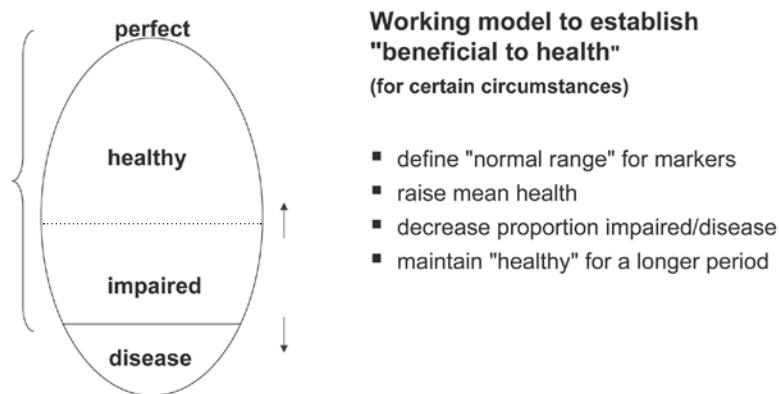 perfect
healthy
impaired
disease
Working model to establish
"beneficial to health"
(for certain circumstances)
▪ define "normal range" for markers
▪ raise mean health
▪ decrease proportion impaired/disease
▪ maintain "healthy" for a longer period